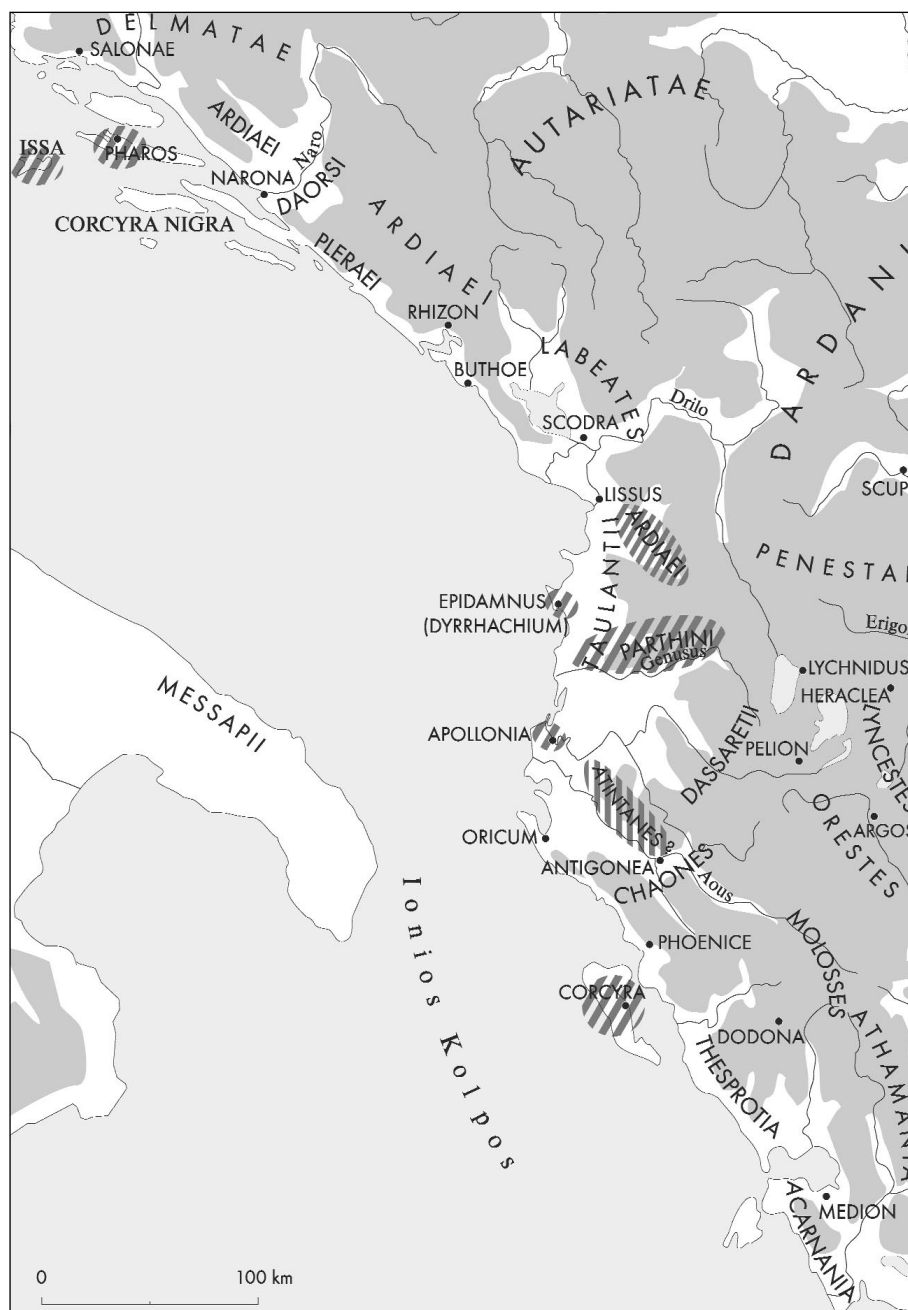 DELMATAE
SALONAE
ARDIAEI
AUTARIATAE
ISSA
PHAROS
Naro
NARONA
DAORSI
CORCYRA NIGRA
ARDIAEI
PLERAEI
DARDANI
RHIZON
LABEATES
BUTHOE
Drilo
SCODRA
SCUP
LISSUS
ARDIAEI
TAULANTII
PENESTAE
EPIDAMNUS
(DYRRHACHIUM)
PARTHINI
Genusus
Erigon
LYCHNIDUS
HERACLEA
MESSAPII
LYNCESTES
APOLLONIA
DASSARETII
PELION
ATINTANES ?
ORESTES
ARGOS
ORICUM
ANTIGONEA
CHAONES
Aous
Ionios Kolpos
PHOENICE
MOLOSSES
CORCYRA
DODONA
ATHAMANIA
THESPROTIA
ACARNANIA
MEDION
0
100 km